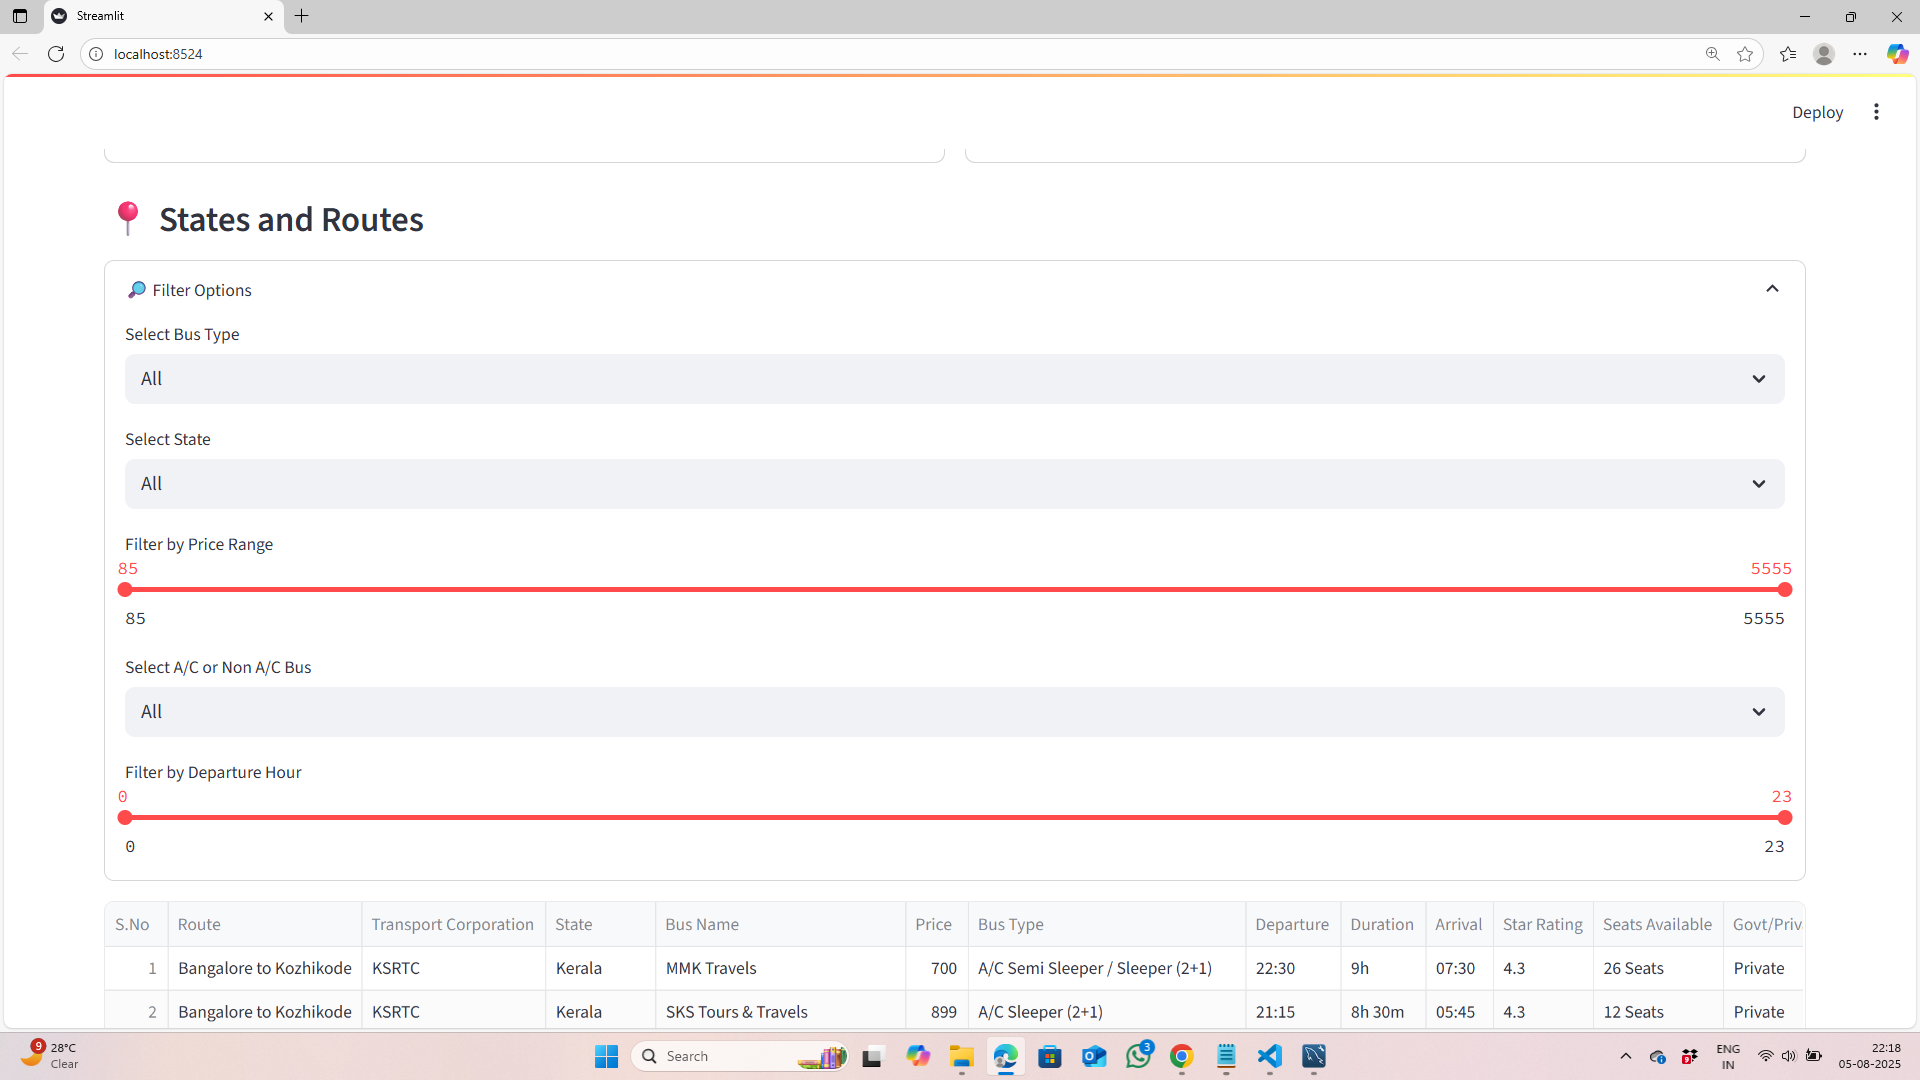 Streamlit
localhost:8524
Deploy
States and Routes
Filter Options
Select Bus Type
All
Select State
All
Filter by Price Range
85 5555
85 5555
Select A/C or Non A/C Bus
All
Filter by Departure Hour
0 23
0 23
S.No Route Transport Corporation State Bus Name Price Bus Type Departure Duration Arrival Star Rating Seats Available Govt/Priv
1 Bangalore to Kozhikode KSRTC Kerala MMK Travels 700 A/C Semi Sleeper / Sleeper (2+1) 22:30 9h 07:30 4.3 26 Seats Private
2 Bangalore to Kozhikode KSRTC Kerala SKS Tours & Travels 899 A/C Sleeper (2+1) 21:15 8h 30m 05:45 4.3 12 Seats Private
9 28°C
Clear
Search
3
9
ENG
IN
22:18
05-08-2025